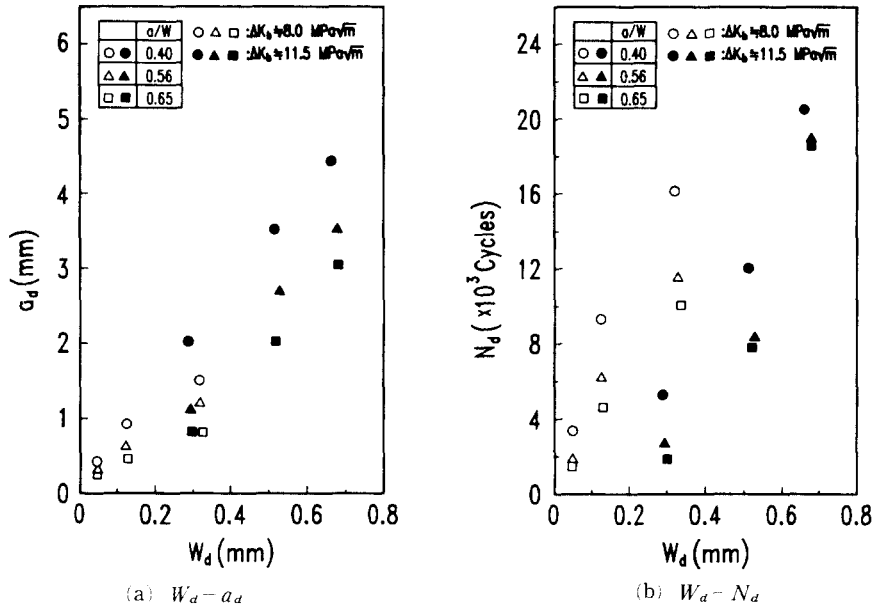 a/W
0.40
0.56
0.65
:ΔK_b≒8.0 MPa√m
:ΔK_b≒11.5 MPa√m
6
5
4
3
2
1
0
a_d (mm)
0 0.2 0.4 0.6 0.8
W_d (mm)
(a) W_d - a_d
a/W
0.40
0.56
0.65
:ΔK_b≒8.0 MPa√m
:ΔK_b≒11.5 MPa√m
24
20
16
12
8
4
0
N_d (×10³Cycles)
0 0.2 0.4 0.6 0.8
W_d (mm)
(b) W_d - N_d